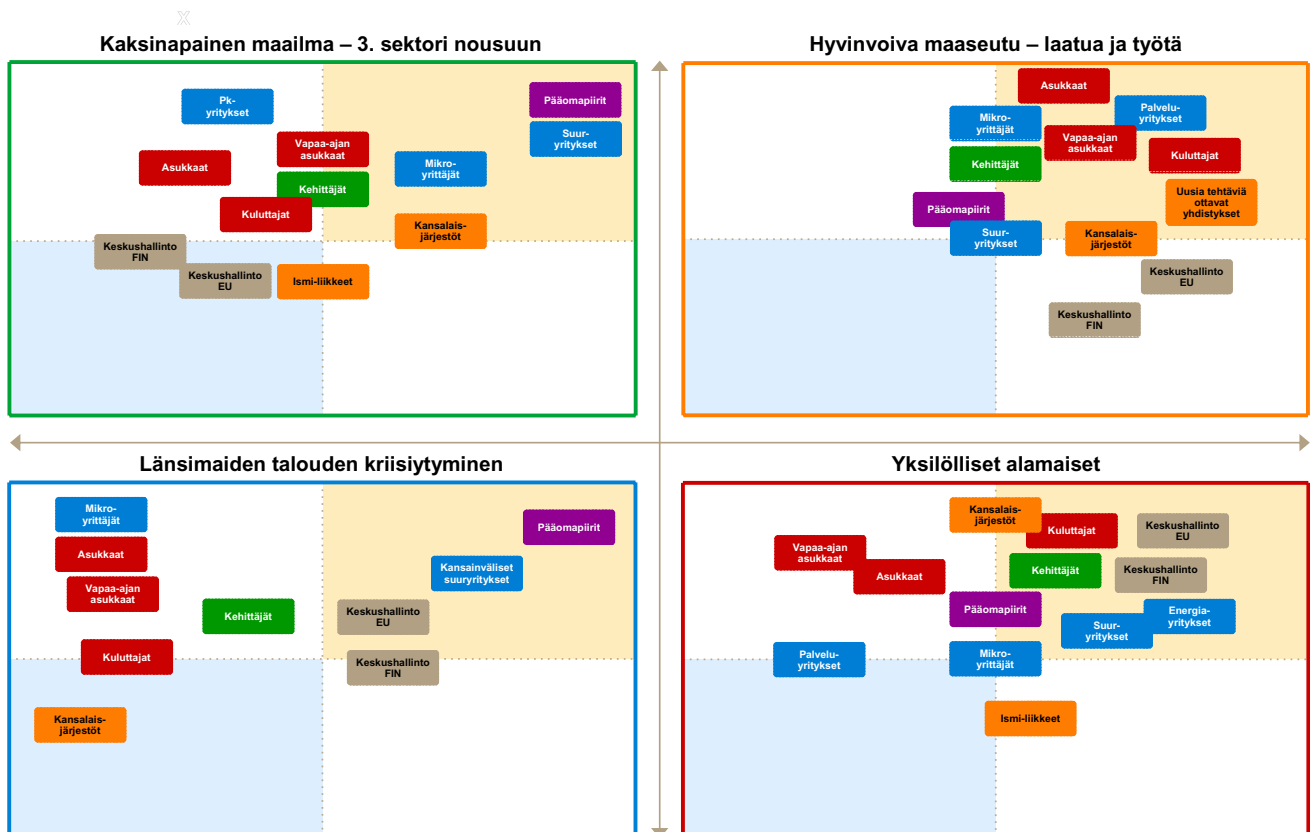 X
Kaksinapainen maailma – 3. sektori nousuun
Pk-
yritykset
Pääomapiirit
Suur-
yritykset
Vapaa-ajan
asukkaat
Asukkaat
Mikro-
yrittäjät
Kehittäjät
Kuluttajat
Kansalais-
järjestöt
Keskushallinto
FIN
Keskushallinto
EU
Ismi-liikkeet
Hyvinvoiva maaseutu – laatua ja työtä
Asukkaat
Palvelu-
yritykset
Mikro-
yrittäjät
Vapaa-ajan
asukkaat
Kuluttajat
Kehittäjät
Uusia tehtäviä
ottavat
yhdistykset
Pääomapiirit
Suur-
yritykset
Kansalais-
järjestöt
Keskushallinto
EU
Keskushallinto
FIN
Länsimaiden talouden kriisiytyminen
Mikro-
yrittäjät
Pääomapiirit
Asukkaat
Kansainväliset
suuryritykset
Vapaa-ajan
asukkaat
Kehittäjät
Keskushallinto
EU
Kuluttajat
Keskushallinto
FIN
Kansalais-
järjestöt
Yksilölliset alamaiset
Kansalais-
järjestöt
Kuluttajat
Keskushallinto
EU
Vapaa-ajan
asukkaat
Asukkaat
Kehittäjät
Keskushallinto
FIN
Pääomapiirit
Energia-
yritykset
Suur-
yritykset
Palvelu-
yritykset
Mikro-
yrittäjät
Ismi-liikkeet